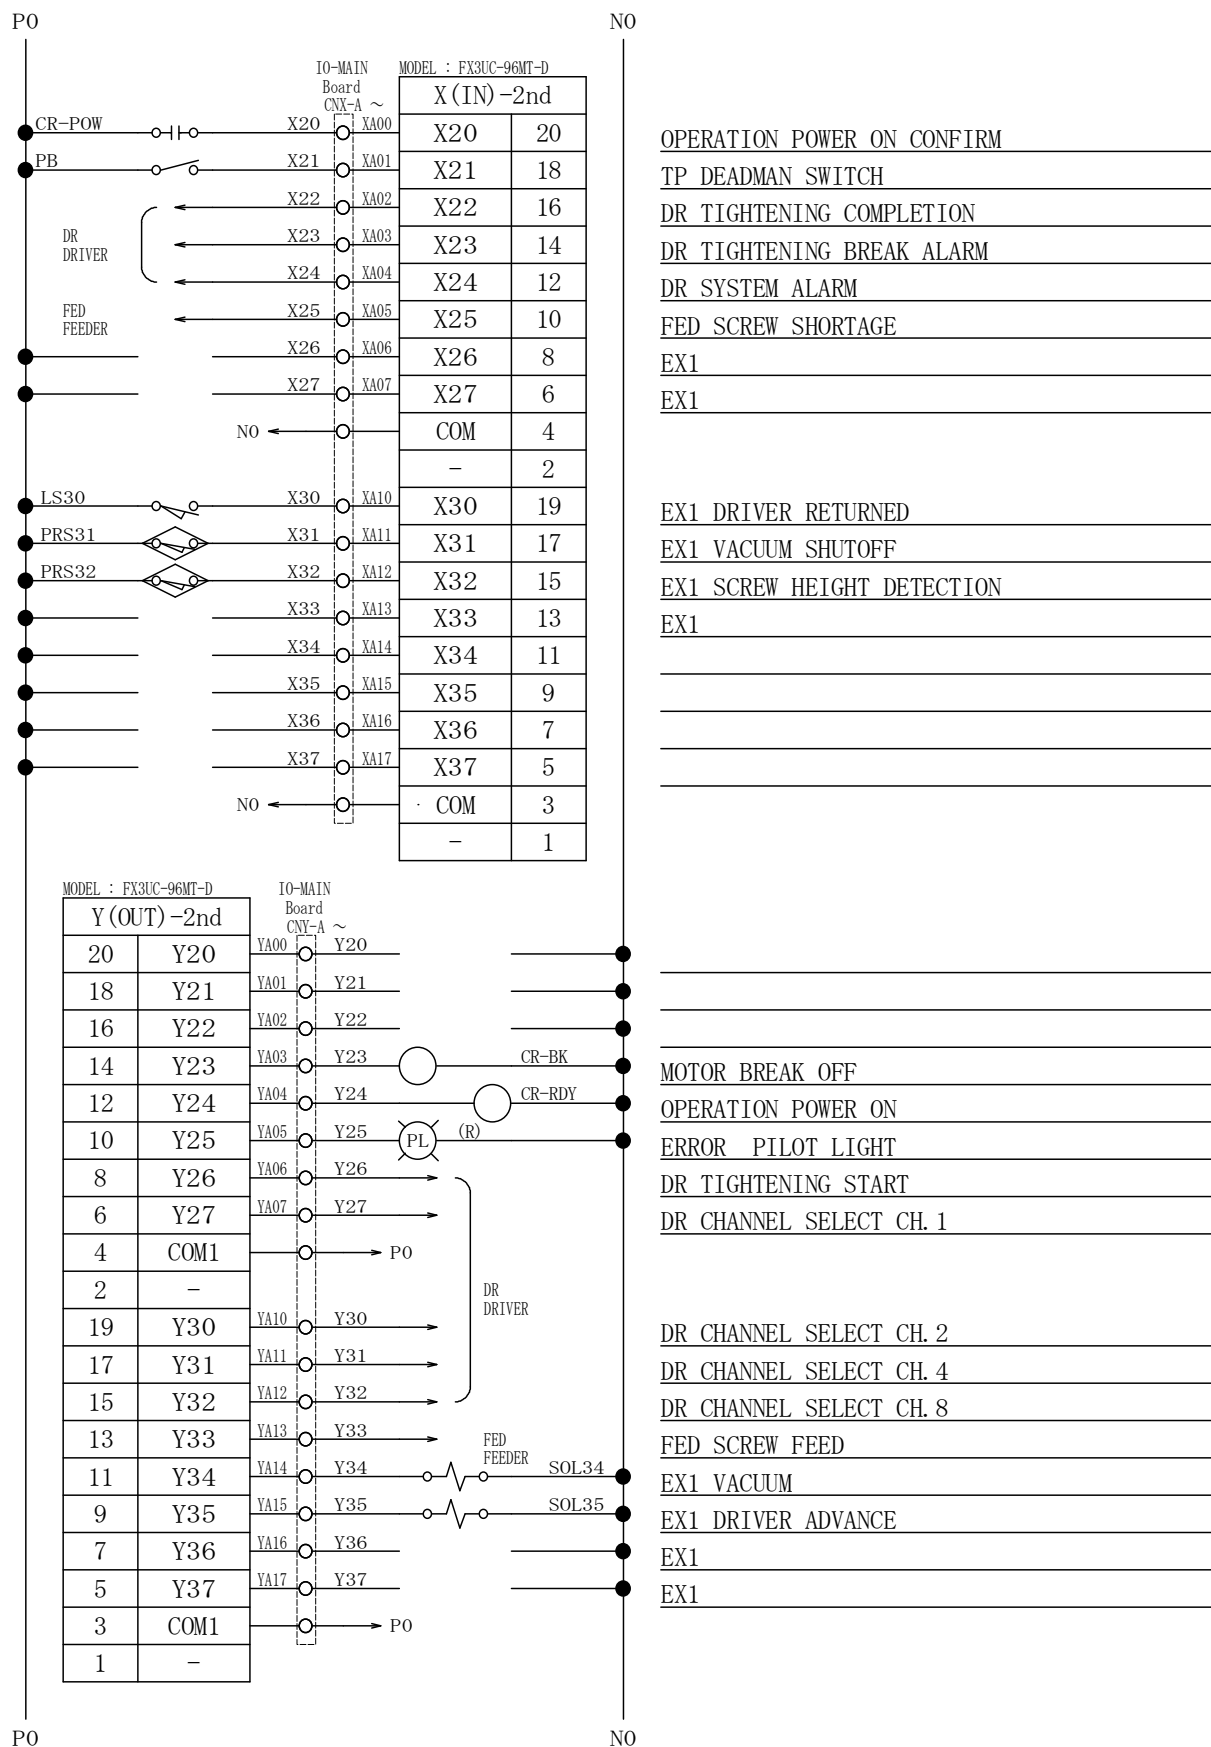 P0 N0
IO-MAIN MODEL : FX3UC-96MT-D
Board X(IN)-2nd
CNX-A ～
CR-POW X20 XA00 X20 20 OPERATION POWER ON CONFIRM
PB X21 XA01 X21 18 TP DEADMAN SWITCH
X22 XA02 X22 16 DR TIGHTENING COMPLETION
DR X23 XA03 X23 14 DR TIGHTENING BREAK ALARM
DRIVER
X24 XA04 X24 12 DR SYSTEM ALARM
FED X25 XA05 X25 10 FED SCREW SHORTAGE
FEEDER
X26 XA06 X26 8 EX1
X27 XA07 X27 6 EX1
N0 COM 4
- 2
LS30 X30 XA10 X30 19 EX1 DRIVER RETURNED
PRS31 X31 XA11 X31 17 EX1 VACUUM SHUTOFF
PRS32 X32 XA12 X32 15 EX1 SCREW HEIGHT DETECTION
X33 XA13 X33 13 EX1
X34 XA14 X34 11
X35 XA15 X35 9
X36 XA16 X36 7
X37 XA17 X37 5
N0 COM 3
- 1
MODEL : FX3UC-96MT-D IO-MAIN
Y(OUT)-2nd Board
CNY-A ～
20 Y20 YA00 Y20
18 Y21 YA01 Y21
16 Y22 YA02 Y22
14 Y23 YA03 Y23 CR-BK MOTOR BREAK OFF
12 Y24 YA04 Y24 CR-RDY OPERATION POWER ON
10 Y25 YA05 Y25 PL (R) ERROR PILOT LIGHT
8 Y26 YA06 Y26 DR TIGHTENING START
6 Y27 YA07 Y27 DR CHANNEL SELECT CH.1
4 COM1 P0
2 - DR
DRIVER
19 Y30 YA10 Y30 DR CHANNEL SELECT CH.2
17 Y31 YA11 Y31 DR CHANNEL SELECT CH.4
15 Y32 YA12 Y32 DR CHANNEL SELECT CH.8
13 Y33 YA13 Y33 FED FED SCREW FEED
FEEDER
11 Y34 YA14 Y34 SOL34 EX1 VACUUM
9 Y35 YA15 Y35 SOL35 EX1 DRIVER ADVANCE
7 Y36 YA16 Y36 EX1
5 Y37 YA17 Y37 EX1
3 COM1 P0
1 -
P0 N0